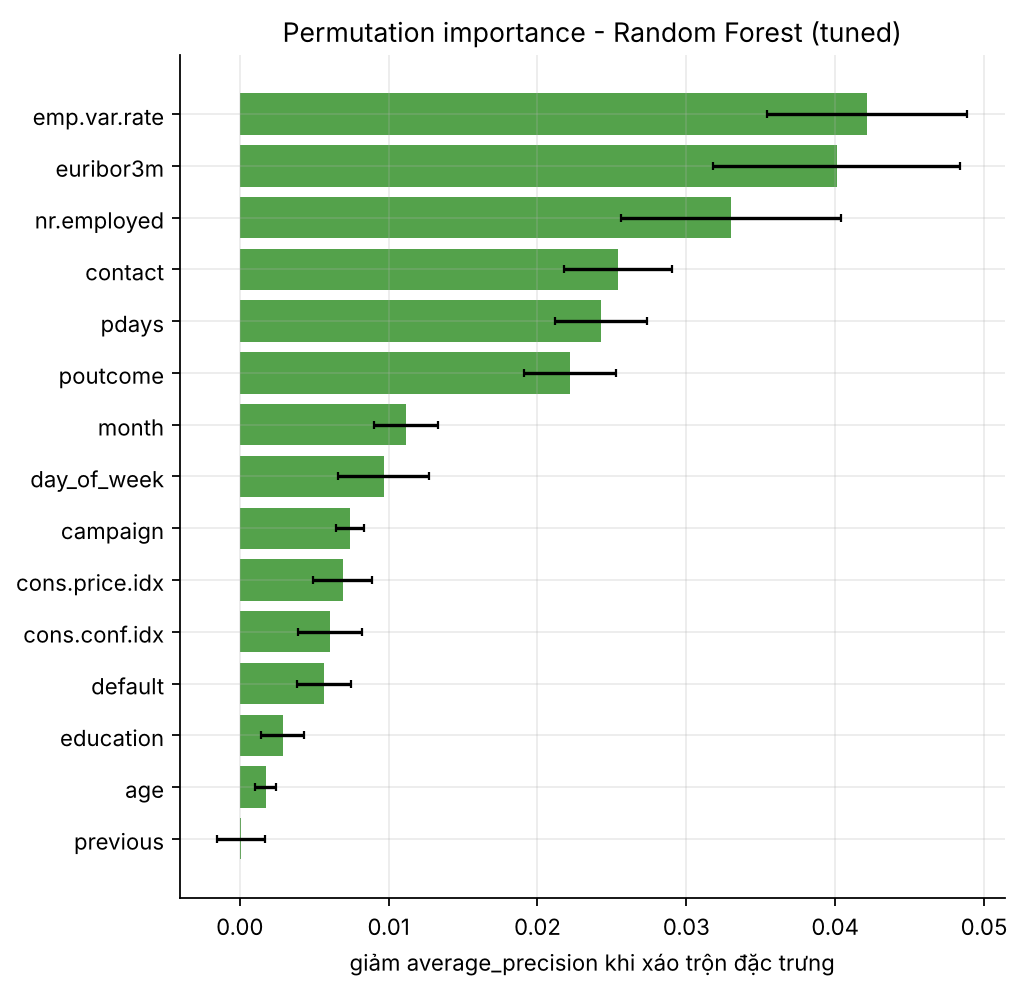 Permutation importance - Random Forest (tuned)
emp.var.rate
euribor3m
nr.employed
contact
pdays
poutcome
month
day_of_week
campaign
cons.price.idx
cons.conf.idx
default
education
age
previous
0.00 0.01 0.02 0.03 0.04 0.05
giảm average_precision khi xáo trộn đặc trưng